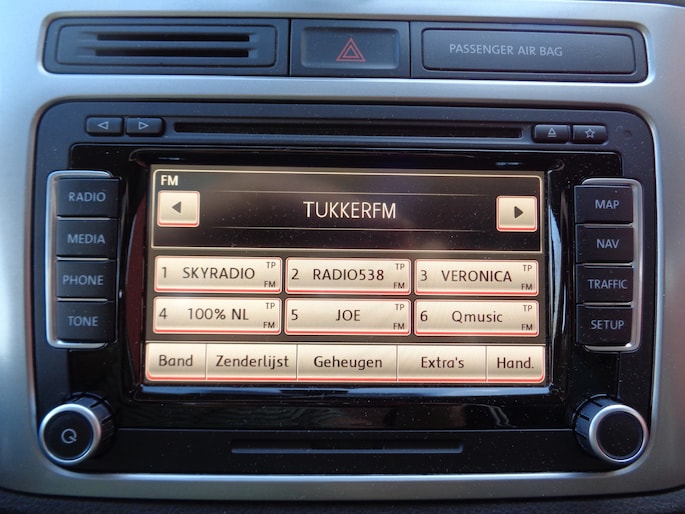 PASSENGER AIR BAG
RADIO
MEDIA
PHONE
TONE
FM
TUKKERFM
1 SKYRADIO TP FM
2 RADIO538 TP FM
3 VERONICA TP FM
4 100% NL TP FM
5 JOE TP FM
6 Qmusic TP FM
Band Zenderlijst Geheugen Extra's Hand.
MAP
NAV
TRAFFIC
SETUP